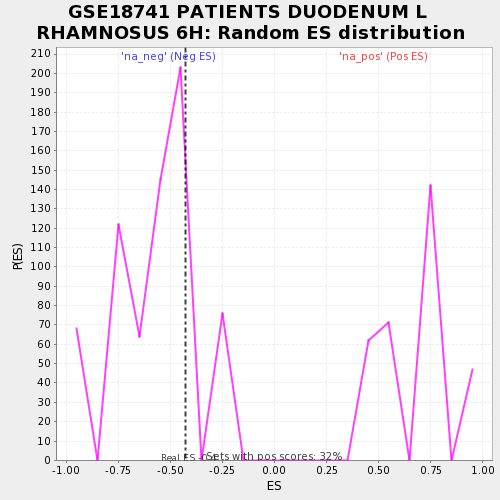 GSE18741 PATIENTS DUODENUM L
RHAMNOSUS 6H: Random ES distribution
'na_neg' (Neg ES)
'na_pos' (Pos ES)
210
200
190
180
170
160
150
140
130
120
110
100
90
80
70
60
50
40
30
20
10
0
P(ES)
Real ES -0.4
Sets with pos scores: 32%
-1.00 -0.75 -0.50 -0.25 0.00 0.25 0.50 0.75 1.00
ES